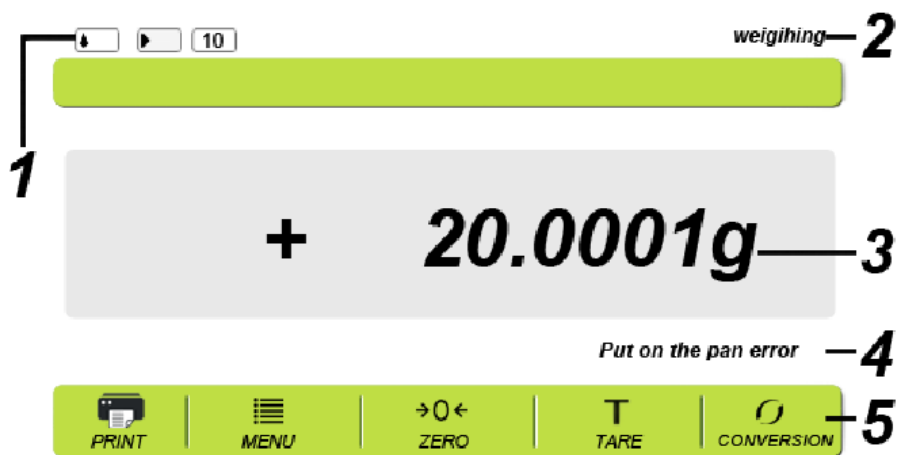 10
weigihing 2
1
+ 20.0001g 3
Put on the pan error 4
→0← T
PRINT MENU ZERO TARE CONVERSION 5